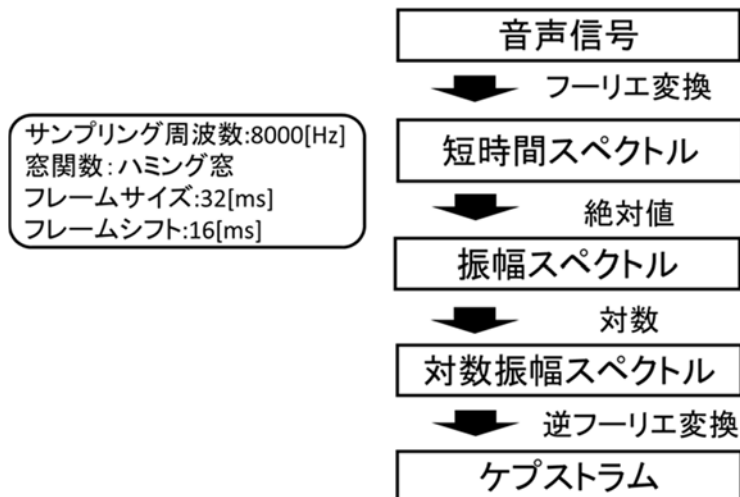 音声信号
フーリエ変換
サンプリング周波数:8000[Hz]
窓関数:ハミング窓
フレームサイズ:32[ms]
フレームシフト:16[ms]
短時間スペクトル
絶対値
振幅スペクトル
対数
対数振幅スペクトル
逆フーリエ変換
ケプストラム